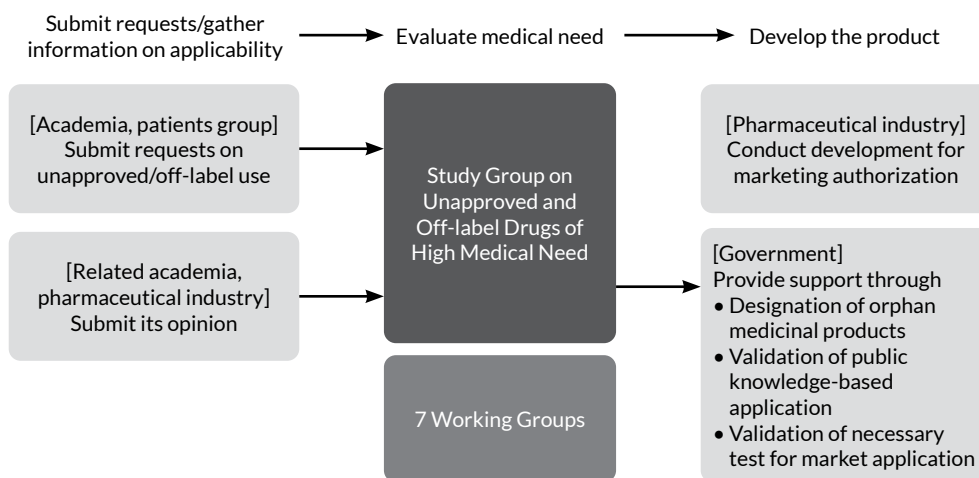 Submit requests/gather
information on applicability
Evaluate medical need
Develop the product
[Academia, patients group]
Submit requests on
unapproved/off-label use
[Related academia,
pharmaceutical industry]
Submit its opinion
Study Group on
Unapproved and
Off-label Drugs of
High Medical Need
7 Working Groups
[Pharmaceutical industry]
Conduct development for
marketing authorization
[Government]
Provide support through
• Designation of orphan
medicinal products
• Validation of public
knowledge-based
application
• Validation of necessary
test for market application